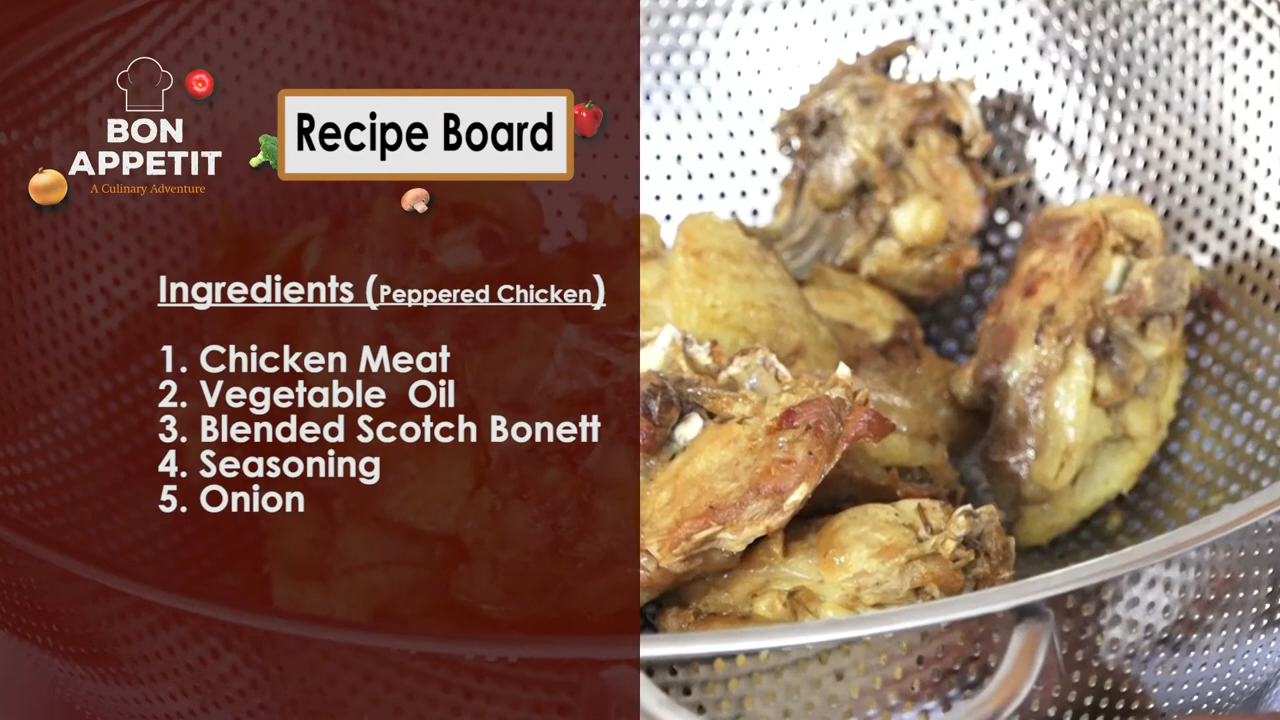 BON
APPETIT
A Culinary Adventure
Recipe Board
Ingredients (Peppered Chicken)
1. Chicken Meat
2. Vegetable Oil
3. Blended Scotch Bonett
4. Seasoning
5. Onion